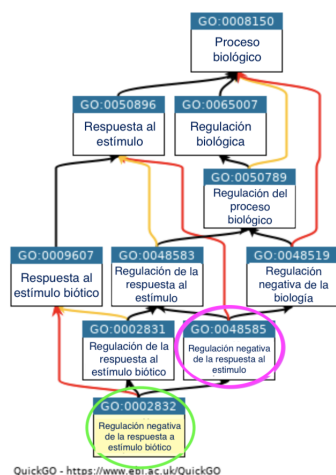 GO:0008150
Proceso
biológico
GO:0050896
Respuesta al
estímulo
GO:0065007
Regulación
biológica
GO:0050789
Regulación del
proceso
biológico
GO:0009607
Respuesta al
estímulo biótico
GO:0048583
Regulación de la
respuesta al
estímulo
GO:0048519
Regulación
negativa de la
biología
GO:0002831
Regulación de la
respuesta al
estímulo biótico
GO:0048585
Regulación negativa
de la respuesta al
estimulo
GO:0002832
Regulación negativa
de la respuesta a
estímulo biótico
QuickGO - https://www.ebi.ac.uk/QuickGO